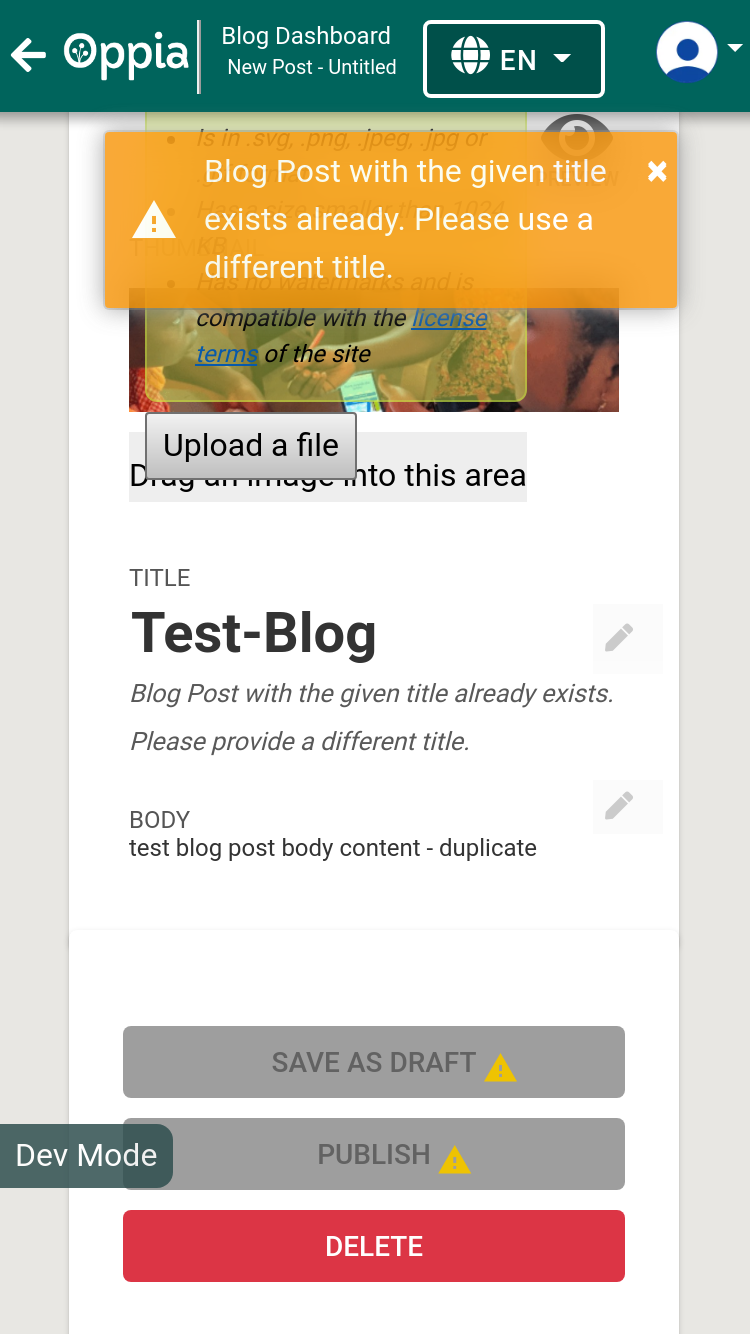 Oppia
Blog Dashboard
New Post - Untitled
EN
Is in .svg, .png, .jpeg, .jpg or
Blog Post with the given title
exists already. Please use a
different title.
Has a size smaller than 1024
KB
THUMBNAIL
Has no watermarks and is
compatible with the license
terms of the site
Upload a file
Drag an image into this area
TITLE
Test-Blog
Blog Post with the given title already exists.
Please provide a different title.
BODY
test blog post body content - duplicate
SAVE AS DRAFT
Dev Mode
PUBLISH
DELETE